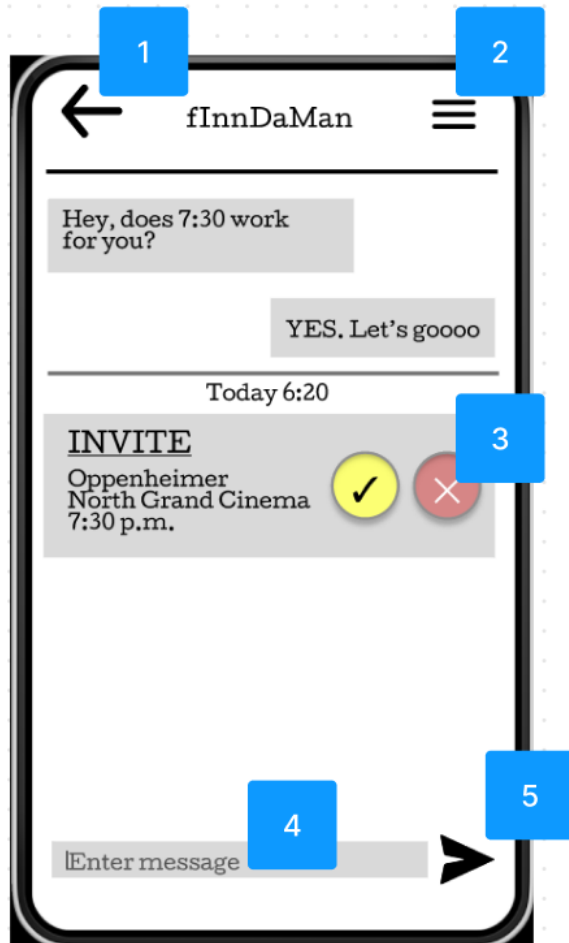 1
2
fInnDaMan
Hey, does 7:30 work
for you?
YES. Let's goooo
Today 6:20
INVITE
3
Oppenheimer
North Grand Cinema
7:30 p.m.
✓
×
4
5
Enter message